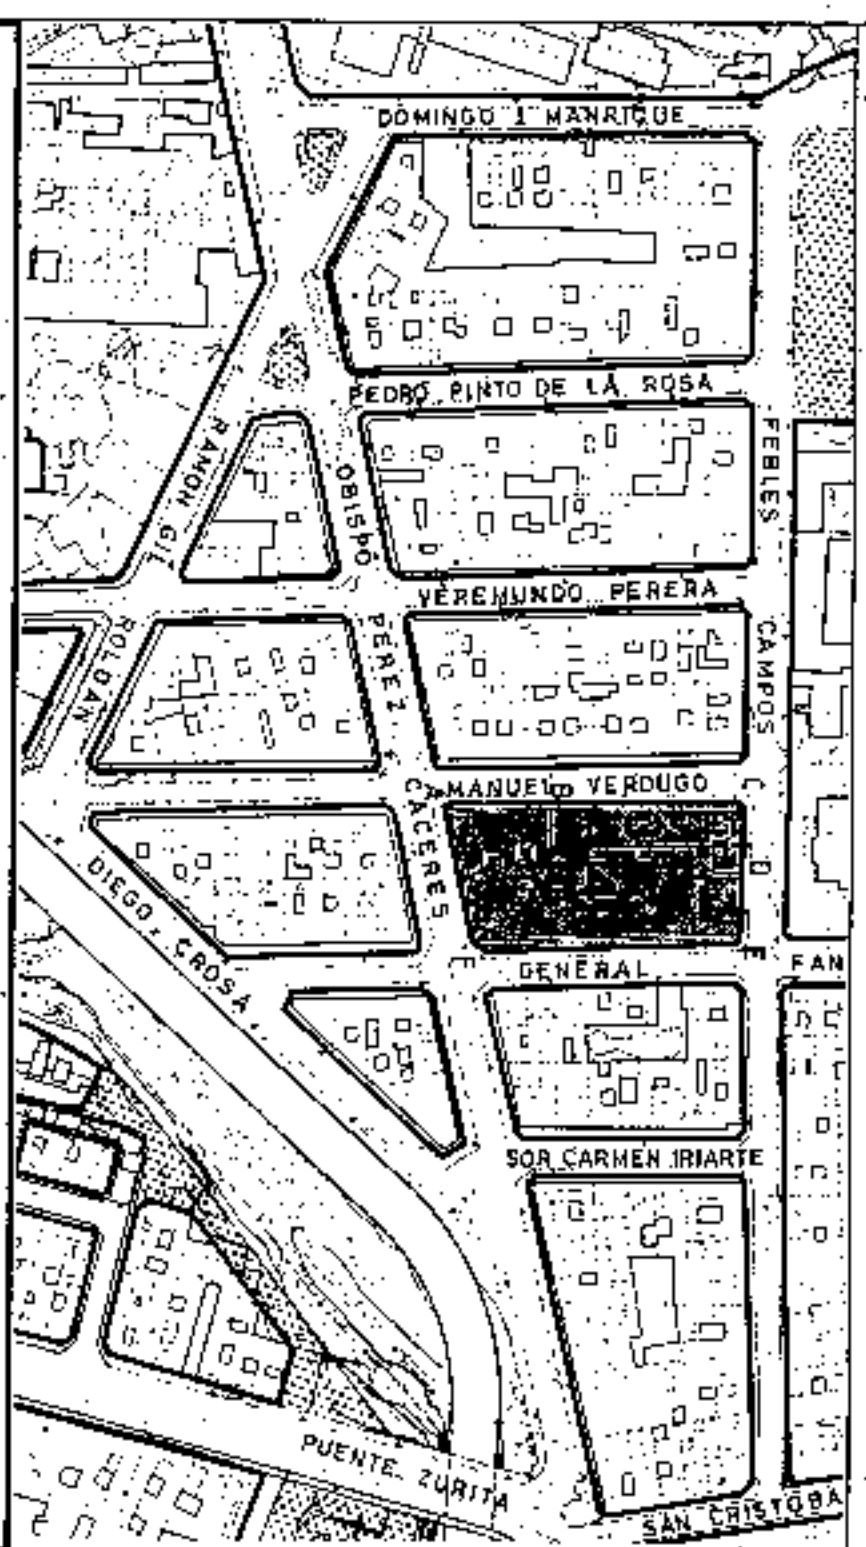 DOMINGO J MANRIQUE
PEDRO PINTO DE LA ROSA
RAMON GIL
ROLDAN
OBISPO
PEREZ
CACERES
FEBLES
CAMPOS
VEREMUNDO PERERA
MANUEL VERDUGO
DIEGO CROSA
GENERAL
FAN
SOR CARMEN IRIARTE
PUENTE ZURITA
SAN CRISTOBA